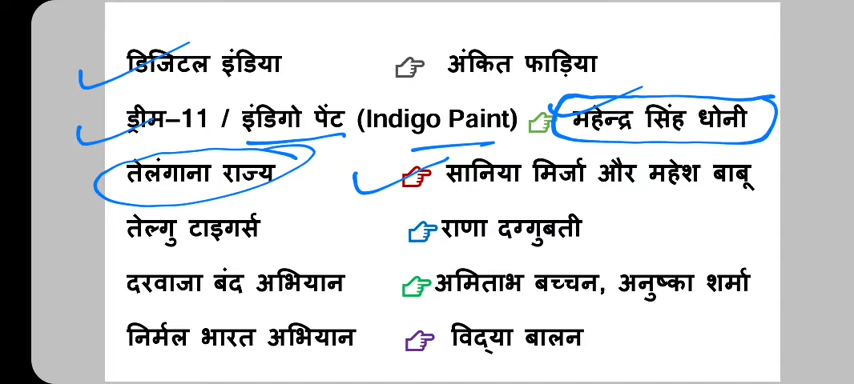 डिजिटल इंडिया 👉 अंकित फाड़िया
ड्रीम–11 / इंडिगो पेंट (Indigo Paint) 👉 महेन्द्र सिंह धोनी
तेलंगाना राज्य 👉 सानिया मिर्जा और महेश बाबू
तेल्गु टाइगर्स 👉 राणा दग्गुबती
दरवाजा बंद अभियान 👉 अमिताभ बच्चन, अनुष्का शर्मा
निर्मल भारत अभियान 👉 विद्या बालन